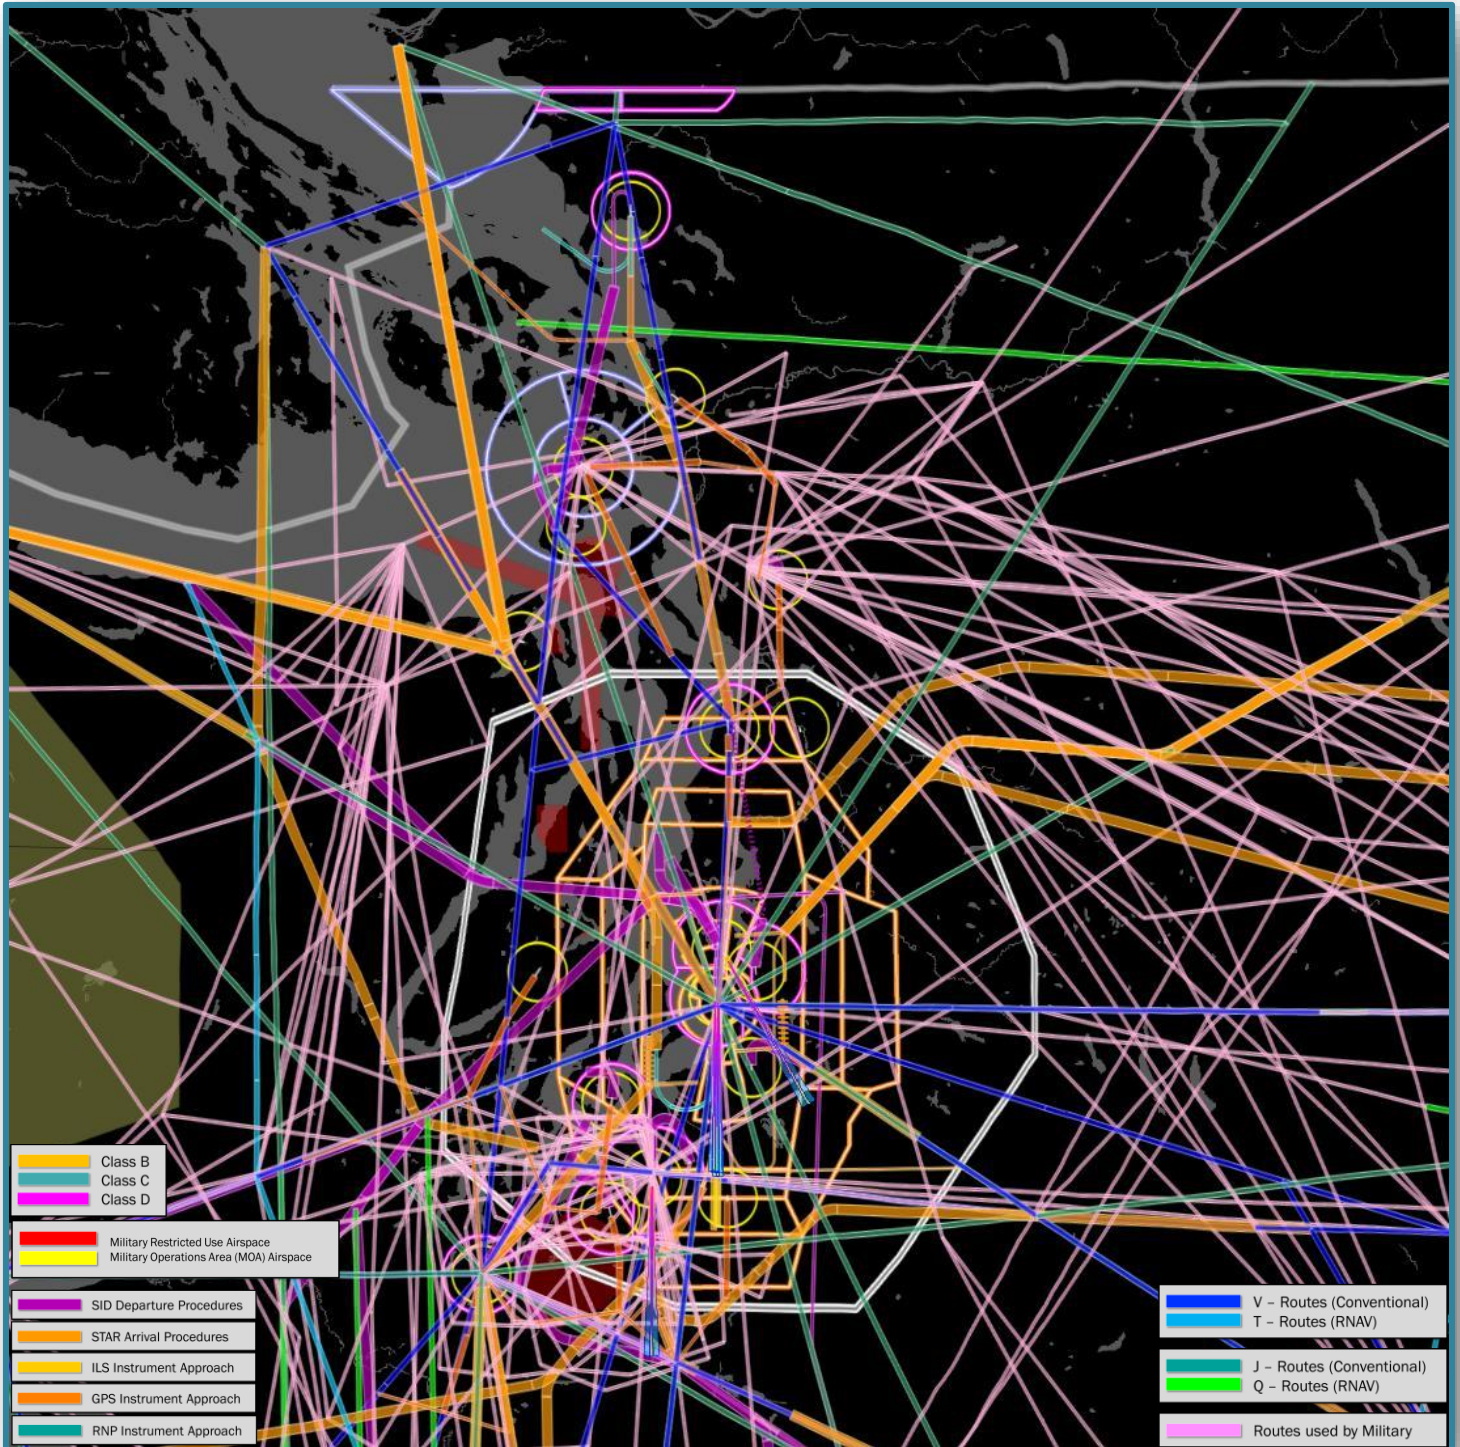 Class B
Class C
Class D
Military Restricted Use Airspace
Military Operations Area (MOA) Airspace
SID Departure Procedures
STAR Arrival Procedures
ILS Instrument Approach
GPS Instrument Approach
RNP Instrument Approach
V – Routes (Conventional)
T – Routes (RNAV)
J – Routes (Conventional)
Q – Routes (RNAV)
Routes used by Military